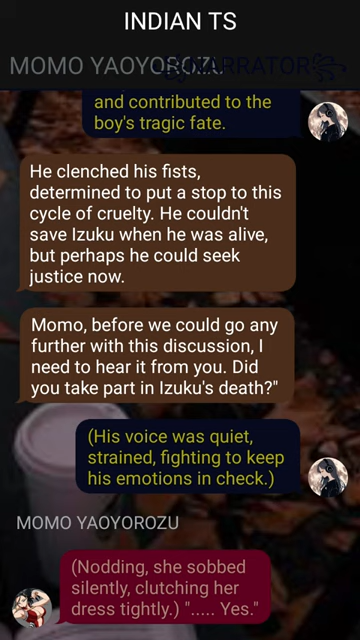 INDIAN TS
MOMO YAOYOROZU
NARRATOR
and contributed to the
boy's tragic fate.
He clenched his fists,
determined to put a stop to this
cycle of cruelty. He couldn't
save Izuku when he was alive,
but perhaps he could seek
justice now.
Momo, before we could go any
further with this discussion, I
need to hear it from you. Did
you take part in Izuku's death?"
(His voice was quiet,
strained, fighting to keep
his emotions in check.)
MOMO YAOYOROZU
(Nodding, she sobbed
silently, clutching her
dress tightly.) "..... Yes."